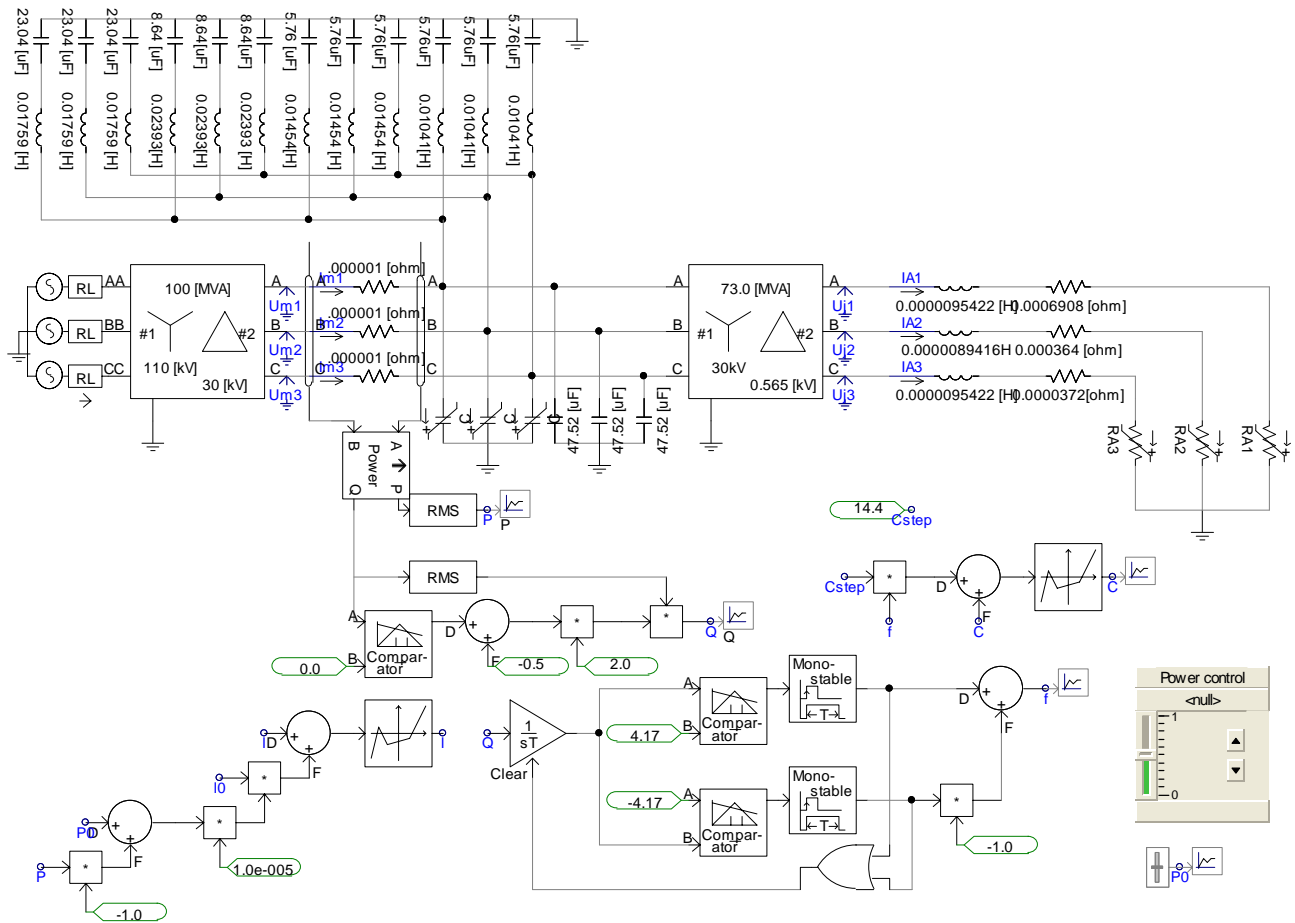 23.04 [uF]
23.04 [uF]
23.04 [uF]
8.64 [uF]
8.64[uF]
8.64[uF]
5.76 [uF]
5.76uF]
5.76[uF]
5.76uF]
5.76uF]
5.76[uF]
0.01759 [H]
0.01759 [H]
0.01759 [H]
0.02393[H]
0.02393[H]
0.02393 [H]
0.01454[H]
0.01454 [H]
0.01454[H]
0.01041[H]
0.01041H]
0.01041H]
RL
AA
RL
BB
RL
CC
100 [MVA]
#1
#2
110 [kV]
30 [kV]
A
B
C
Um1
Um2
Um3
A
B
C
Im1
Im2
Im3
.000001 [ohm]
.000001 [ohm]
.000001 [ohm]
A
B
C
C
C
C
47.52 [uF]
47.52 [uF]
47.52 [uF]
A
B
C
73.0 [MVA]
#1
#2
30kV
0.565 [kV]
A
B
C
Uj1
Uj2
Uj3
IA1
0.0000095422 [H]
0.0006908 [ohm]
IA2
0.0000089416H
0.000364 [ohm]
IA3
0.0000095422 [H]
0.0000372[ohm]
RA3
RA2
RA1
B
A
Power
Q
P
RMS
P
P
14.4
Cstep
RMS
Cstep
*
f
D
+
+
F
C
C
A
B
Compar-
ator
0.0
D
+
+
F
-0.5
*
2.0
*
Q
Q
ID
+
+
F
I
I0
*
P0
D
+
+
F
*
1.0e-005
P
*
-1.0
Q
1
sT
Clear
4.17
A
B
Compar-
ator
Mono-
stable
T
-4.17
A
B
Compar-
ator
Mono-
stable
T
*
-1.0
D
+
+
F
f
Power control
<null>
1
0
P0